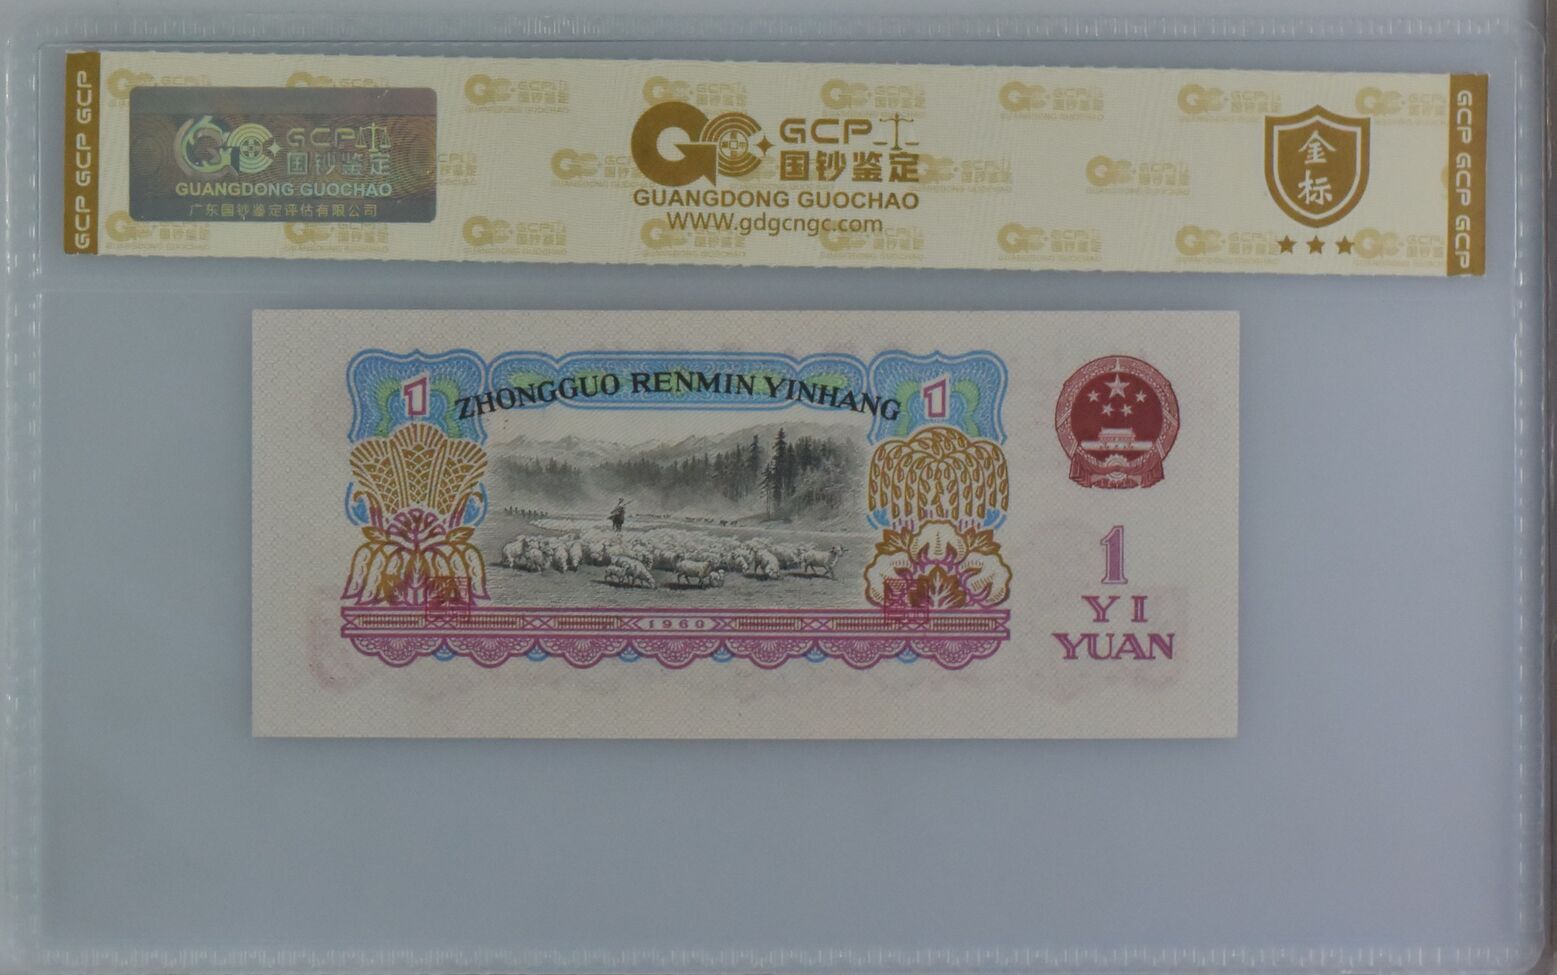 GCP GCP GCP
GCP
国钞鉴定
GUANGDONG GUOCHAO
广东国钞鉴定评估有限公司
GCP
国钞鉴定
GUANGDONG GUOCHAO
WWW.gdgcngc.com
金标
GCP GCP GCP
ZHONGGUO RENMIN YINHANG
1
1
1960
1
YI
YUAN